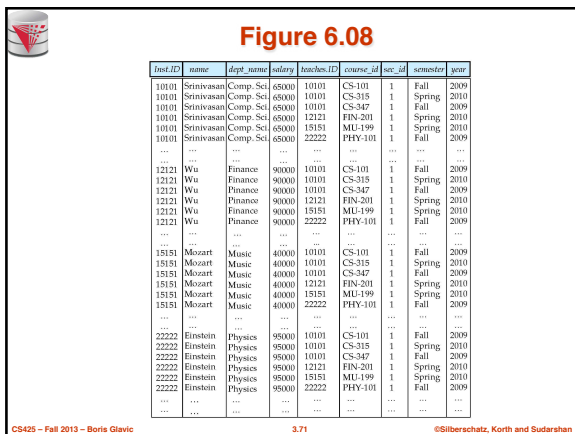 Figure 6.08
Inst.ID name dept_name salary teaches.ID course_id sec_id semester year
10101 Srinivasan Comp. Sci. 65000 10101 CS-101 1 Fall 2009
10101 Srinivasan Comp. Sci. 65000 10101 CS-315 1 Spring 2010
10101 Srinivasan Comp. Sci. 65000 10101 CS-347 1 Fall 2009
10101 Srinivasan Comp. Sci. 65000 12121 FIN-201 1 Spring 2010
10101 Srinivasan Comp. Sci. 65000 15151 MU-199 1 Spring 2010
10101 Srinivasan Comp. Sci. 65000 22222 PHY-101 1 Fall 2009
... ... ... ... ... ... ... ... ...
... ... ... ... ... ... ... ... ...
12121 Wu Finance 90000 10101 CS-101 1 Fall 2009
12121 Wu Finance 90000 10101 CS-315 1 Spring 2010
12121 Wu Finance 90000 10101 CS-347 1 Fall 2009
12121 Wu Finance 90000 12121 FIN-201 1 Spring 2010
12121 Wu Finance 90000 15151 MU-199 1 Spring 2010
12121 Wu Finance 90000 22222 PHY-101 1 Fall 2009
... ... ... ... ... ... ... ... ...
... ... ... ... ... ... ... ... ...
15151 Mozart Music 40000 10101 CS-101 1 Fall 2009
15151 Mozart Music 40000 10101 CS-315 1 Spring 2010
15151 Mozart Music 40000 10101 CS-347 1 Fall 2009
15151 Mozart Music 40000 12121 FIN-201 1 Spring 2010
15151 Mozart Music 40000 15151 MU-199 1 Spring 2010
15151 Mozart Music 40000 22222 PHY-101 1 Fall 2009
... ... ... ... ... ... ... ... ...
... ... ... ... ... ... ... ... ...
22222 Einstein Physics 95000 10101 CS-101 1 Fall 2009
22222 Einstein Physics 95000 10101 CS-315 1 Spring 2010
22222 Einstein Physics 95000 10101 CS-347 1 Fall 2009
22222 Einstein Physics 95000 12121 FIN-201 1 Spring 2010
22222 Einstein Physics 95000 15151 MU-199 1 Spring 2010
22222 Einstein Physics 95000 22222 PHY-101 1 Fall 2009
... ... ... ... ... ... ... ... ...
... ... ... ... ... ... ... ... ...
CS425 – Fall 2013 – Boris Glavic 3.71 ©Silberschatz, Korth and Sudarshan